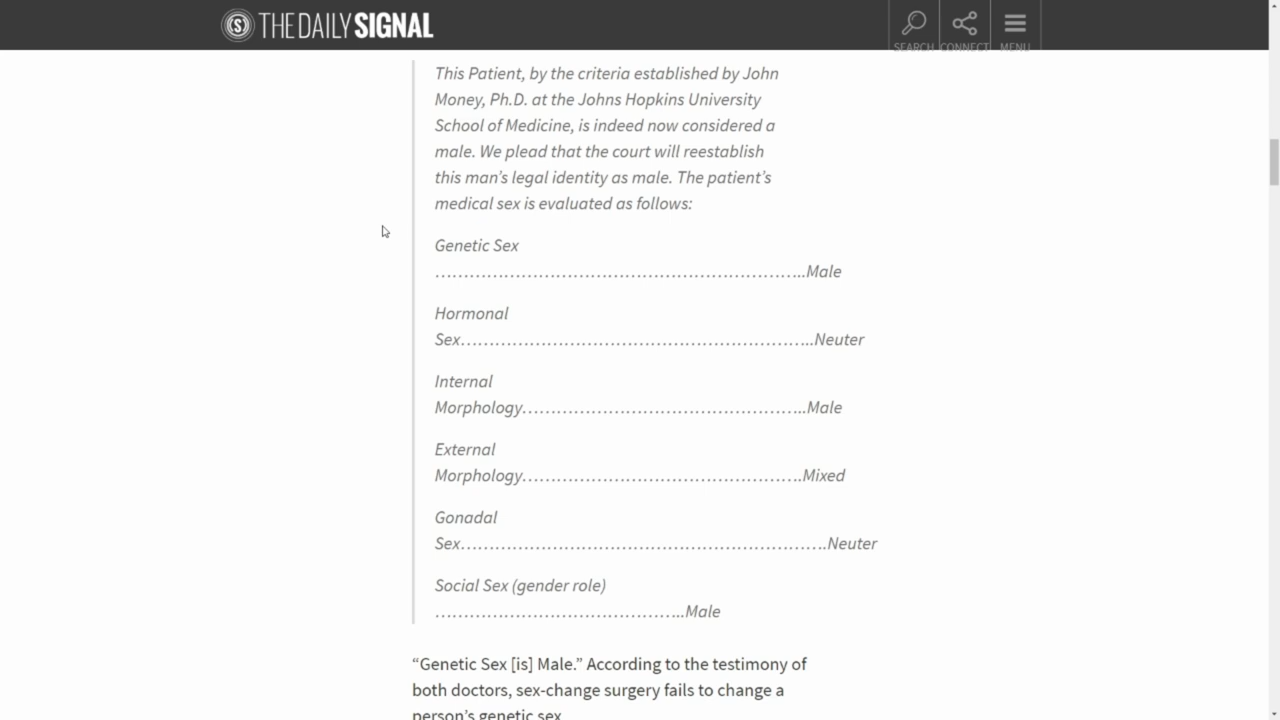 THE DAILY SIGNAL
SEARCH CONNECT MENU
This Patient, by the criteria established by John
Money, Ph.D. at the Johns Hopkins University
School of Medicine, is indeed now considered a
male. We plead that the court will reestablish
this man’s legal identity as male. The patient’s
medical sex is evaluated as follows:
Genetic Sex
…………………………………………………………..Male
Hormonal
Sex………………………………………………………..Neuter
Internal
Morphology……………………………………………..Male
External
Morphology…………………………………………….Mixed
Gonadal
Sex………………………………………………………….Neuter
Social Sex (gender role)
………………………………………..Male
“Genetic Sex [is] Male.” According to the testimony of
both doctors, sex-change surgery fails to change a
person’s genetic sex.